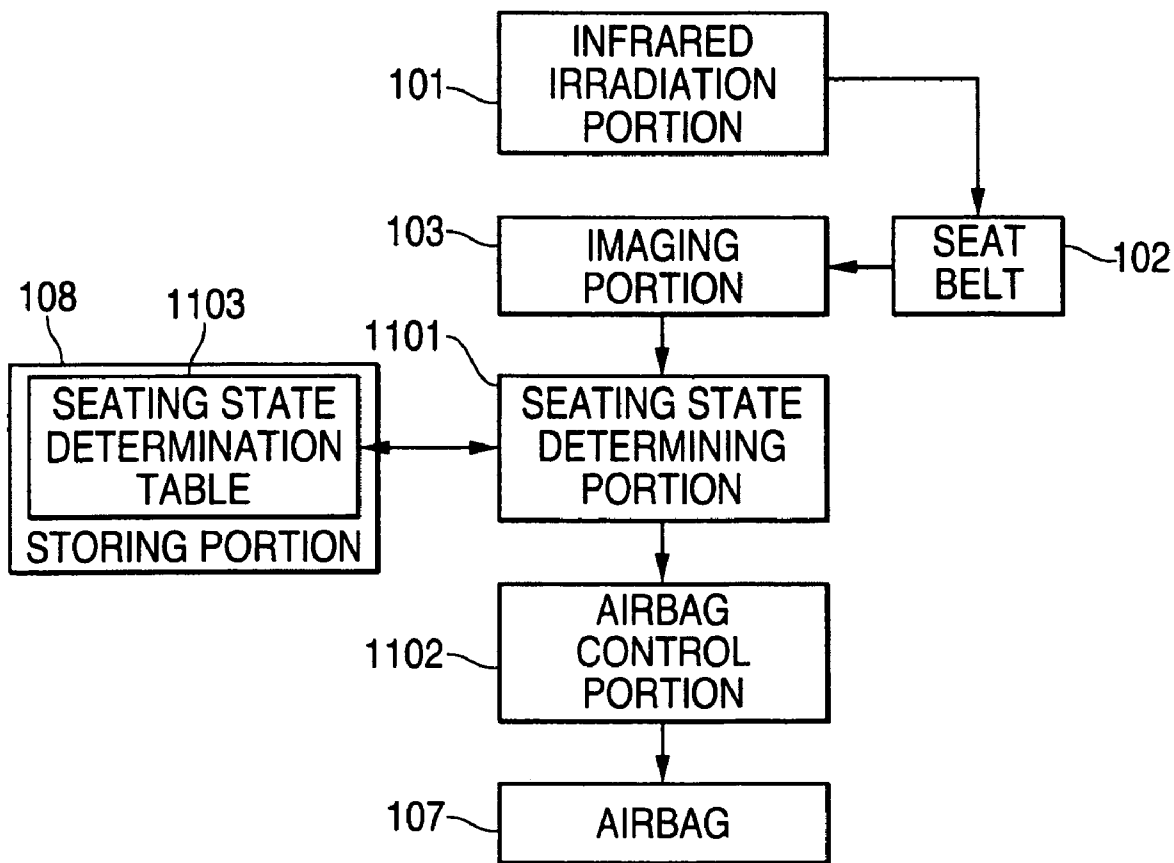 INFRARED
IRRADIATION
PORTION
101
103
IMAGING
PORTION
SEAT
BELT
102
108
1103
1101
SEATING STATE
DETERMINATION
TABLE
STORING PORTION
SEATING STATE
DETERMINING
PORTION
1102
AIRBAG
CONTROL
PORTION
107
AIRBAG